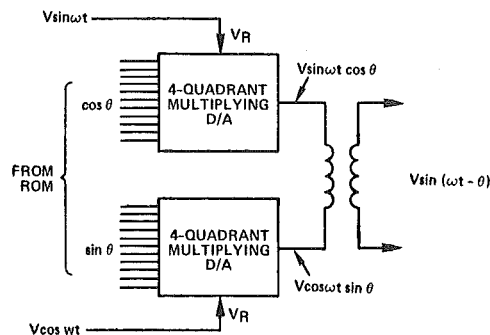 Vsinωt
VR
4-QUADRANT
MULTIPLYING
D/A
cos θ
Vsinωt cos θ
FROM
ROM
Vsin (ωt - θ)
4-QUADRANT
MULTIPLYING
D/A
sin θ
Vcosωt sin θ
VR
Vcos wt